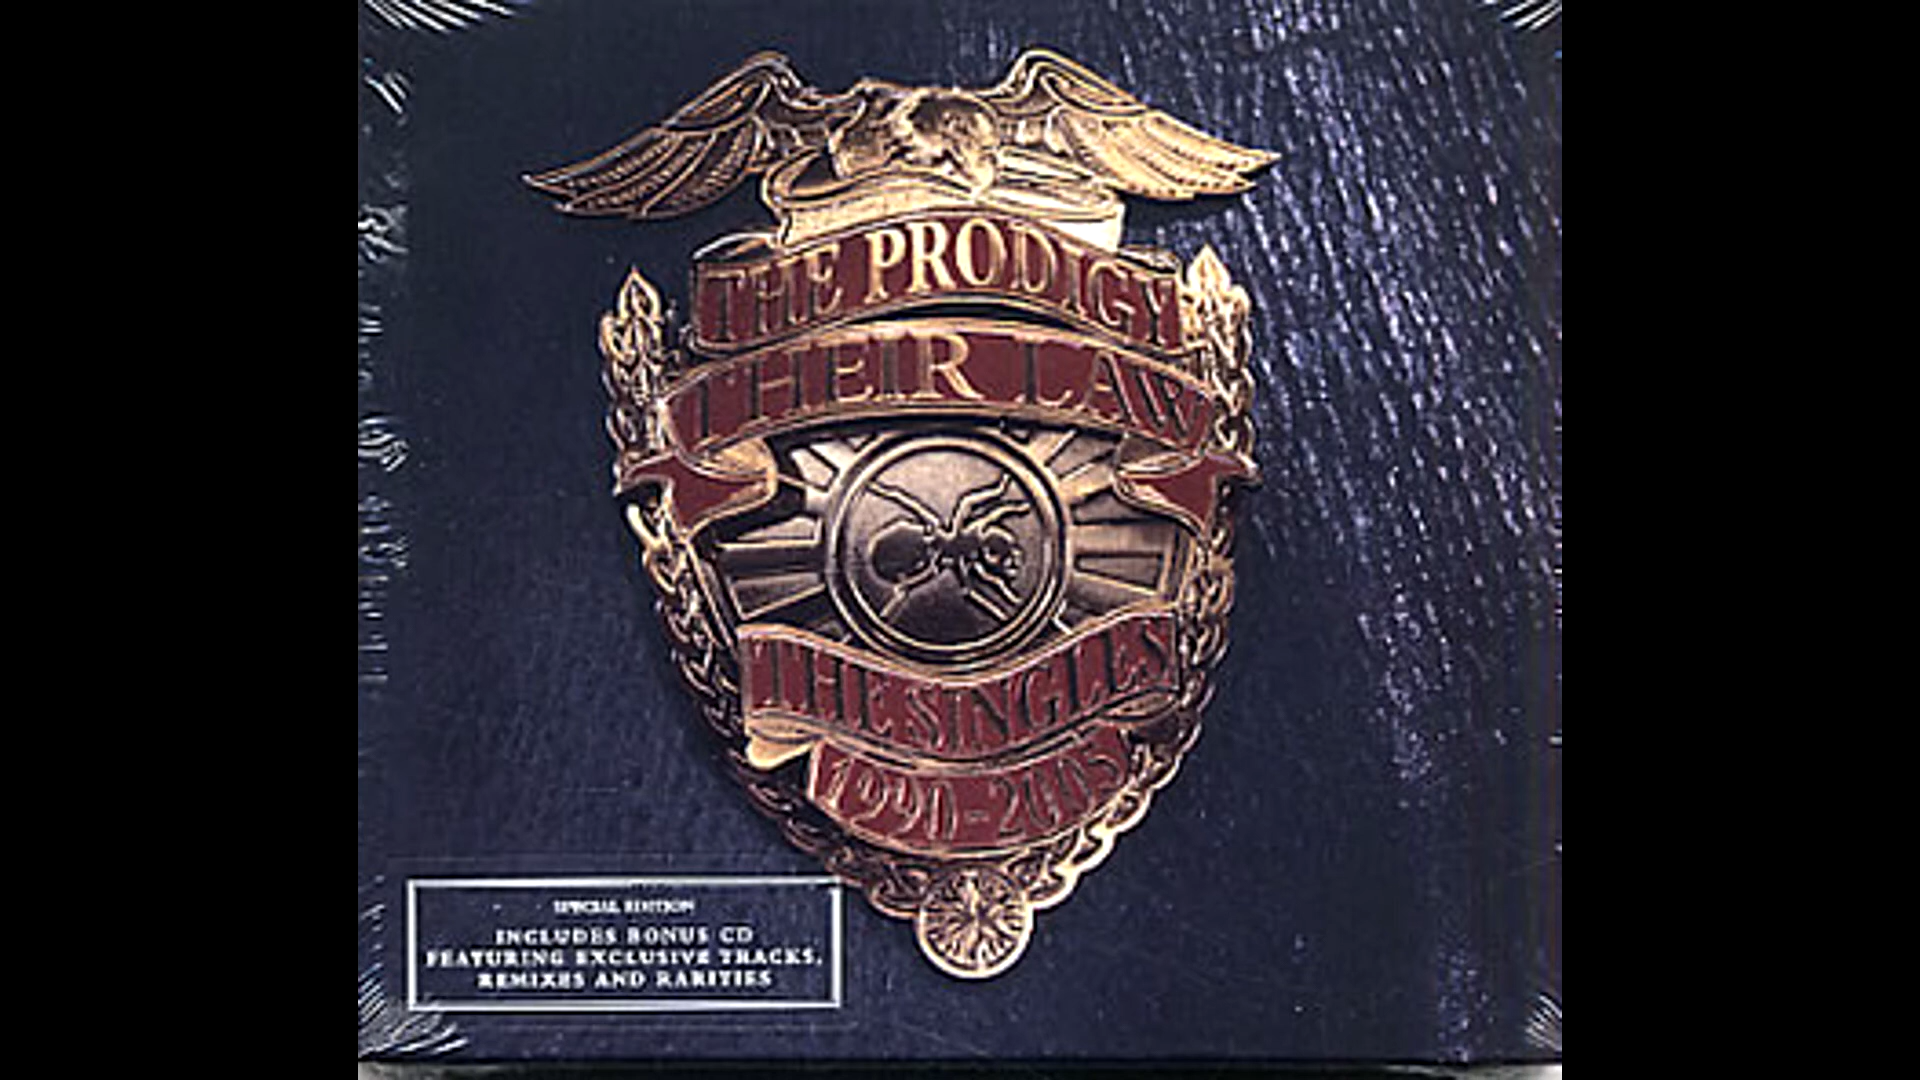 THE PRODIGY
THEIR LAW
THE SINGLES
1990-2005
SPECIAL EDITION
INCLUDES BONUS CD
FEATURING EXCLUSIVE TRACKS,
REMIXES AND RARITIES